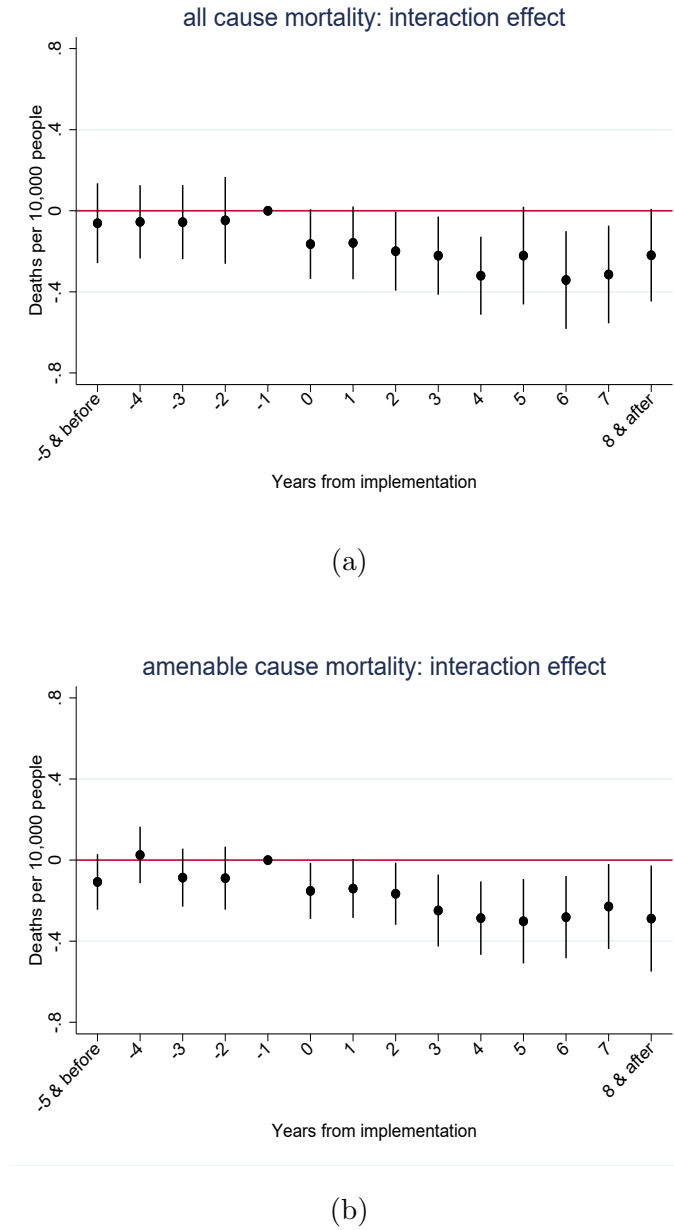 all cause mortality: interaction effect
Deaths per 10,000 people
.8
.4
0
-.4
-.8
-5 & before
-4
-3
-2
-1
0
1
2
3
4
5
6
7
8 & after
Years from implementation
(a)
amenable cause mortality: interaction effect
Deaths per 10,000 people
.8
.4
0
-.4
-.8
-5 & before
-4
-3
-2
-1
0
1
2
3
4
5
6
7
8 & after
Years from implementation
(b)